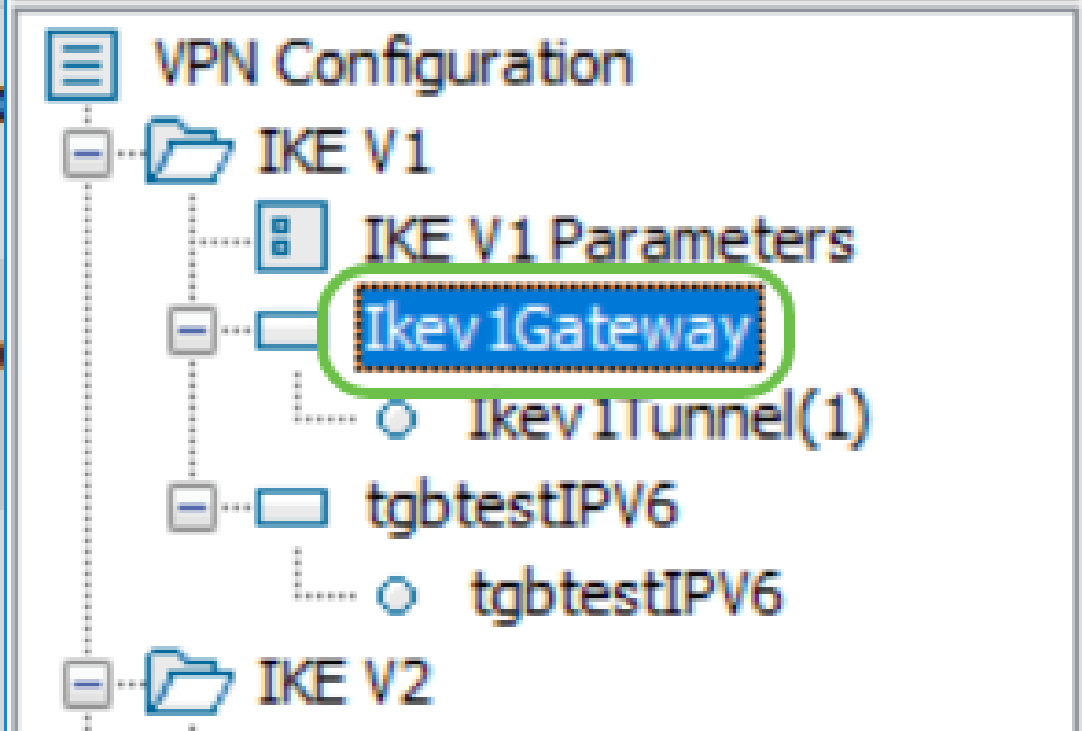 VPN Configuration
IKE V1
IKE V1 Parameters
Ikev1Gateway
Ikev1Tunnel(1)
tgbtestIPV6
tgbtestIPV6
IKE V2